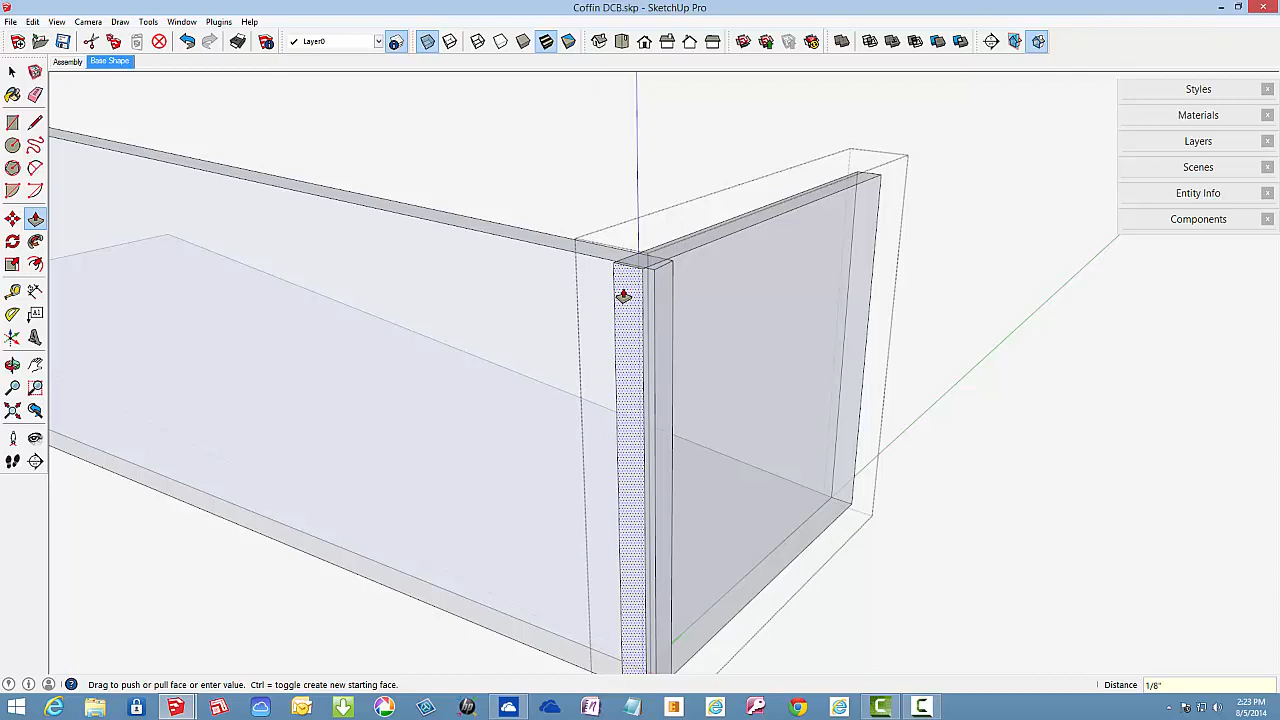 Coffin DCB.skp - SketchUp Pro
File Edit View Camera Draw Tools Window Plugins Help
Layer0
Assembly Base Shape
Styles
Materials
Layers
Scenes
Entity Info
Components
Drag to push or pull face or enter value. Ctrl = toggle create new starting face.
Distance 1/8"
2:23 PM
8/5/2014